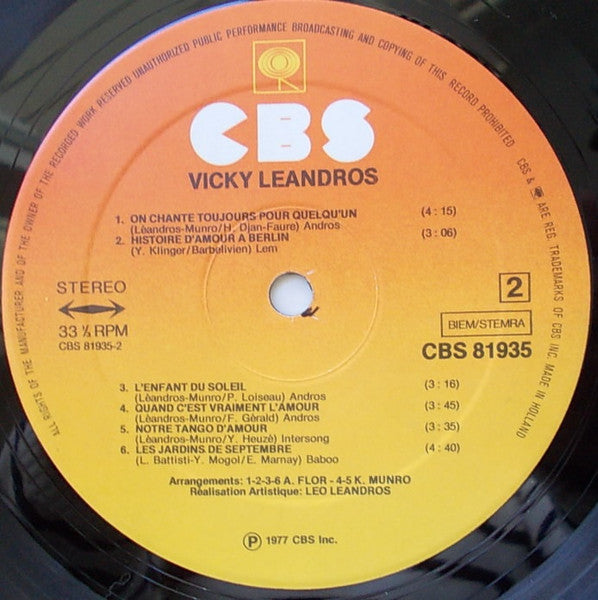 ALL RIGHTS OF THE MANUFACTURER AND OF THE OWNER OF THE RECORDED WORK RESERVED UNAUTHORIZED PUBLIC PERFORMANCE BROADCASTING AND COPYING OF THIS RECORD PROHIBITED
CBS & ARE REG. TRADEMARKS OF CBS INC. MADE IN HOLLAND
CBS
VICKY LEANDROS
1. ON CHANTE TOUJOURS POUR QUELQU'UN (4 : 15)
(Lèandros-Munro/H. Djan-Faure) Andros
2. HISTOIRE D'AMOUR A BERLIN (3 : 06)
(Y. Klinger/Barbelivien) Lem
STEREO
33 ⅓ RPM
CBS 81935-2
2
BIEM/STEMRA
CBS 81935
3. L'ENFANT DU SOLEIL (3 : 16)
(Lèandros-Munro/P. Loiseau) Andros
4. QUAND C'EST VRAIMENT L'AMOUR (3 : 45)
(Lèandros-Munro/F. Gèrald) Andros
5. NOTRE TANGO D'AMOUR (3 : 35)
(Lèandros-Munro/Y. Heuzè) Intersong
6. LES JARDINS DE SEPTEMBRE (4 : 40)
(L. Battisti-Y. Mogol/E. Marnay) Baboo
Arrangements: 1-2-3-6 A. FLOR - 4-5 K. MUNRO
Rèalisation Artistique: LEO LEANDROS
℗ 1977 CBS Inc.